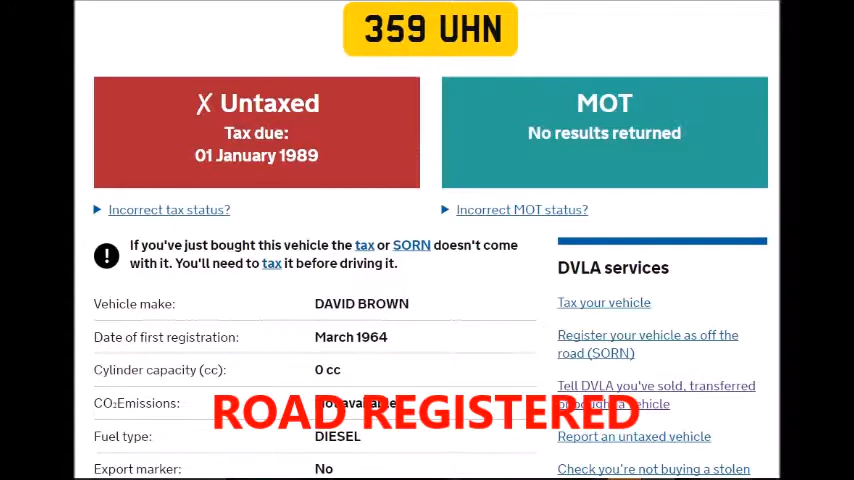 359 UHN
✗ Untaxed
Tax due:
01 January 1989
MOT
No results returned
Incorrect tax status?
Incorrect MOT status?
If you've just bought this vehicle the tax or SORN doesn't come
with it. You'll need to tax it before driving it.
Vehicle make: DAVID BROWN
Date of first registration: March 1964
Cylinder capacity (cc): 0 cc
CO₂Emissions: Not available
Fuel type: DIESEL
Export marker: No
ROAD REGISTERED
DVLA services
Tax your vehicle
Register your vehicle as off the
road (SORN)
Tell DVLA you've sold, transferred
or bought a vehicle
Report an untaxed vehicle
Check you're not buying a stolen